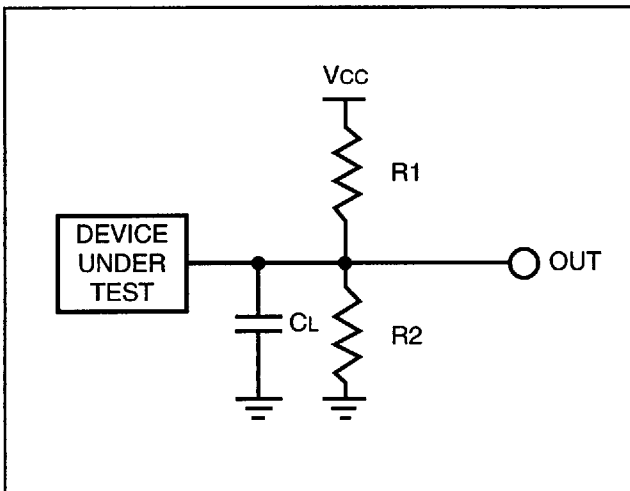 VCC
R1
DEVICE
UNDER
TEST
OUT
CL
R2